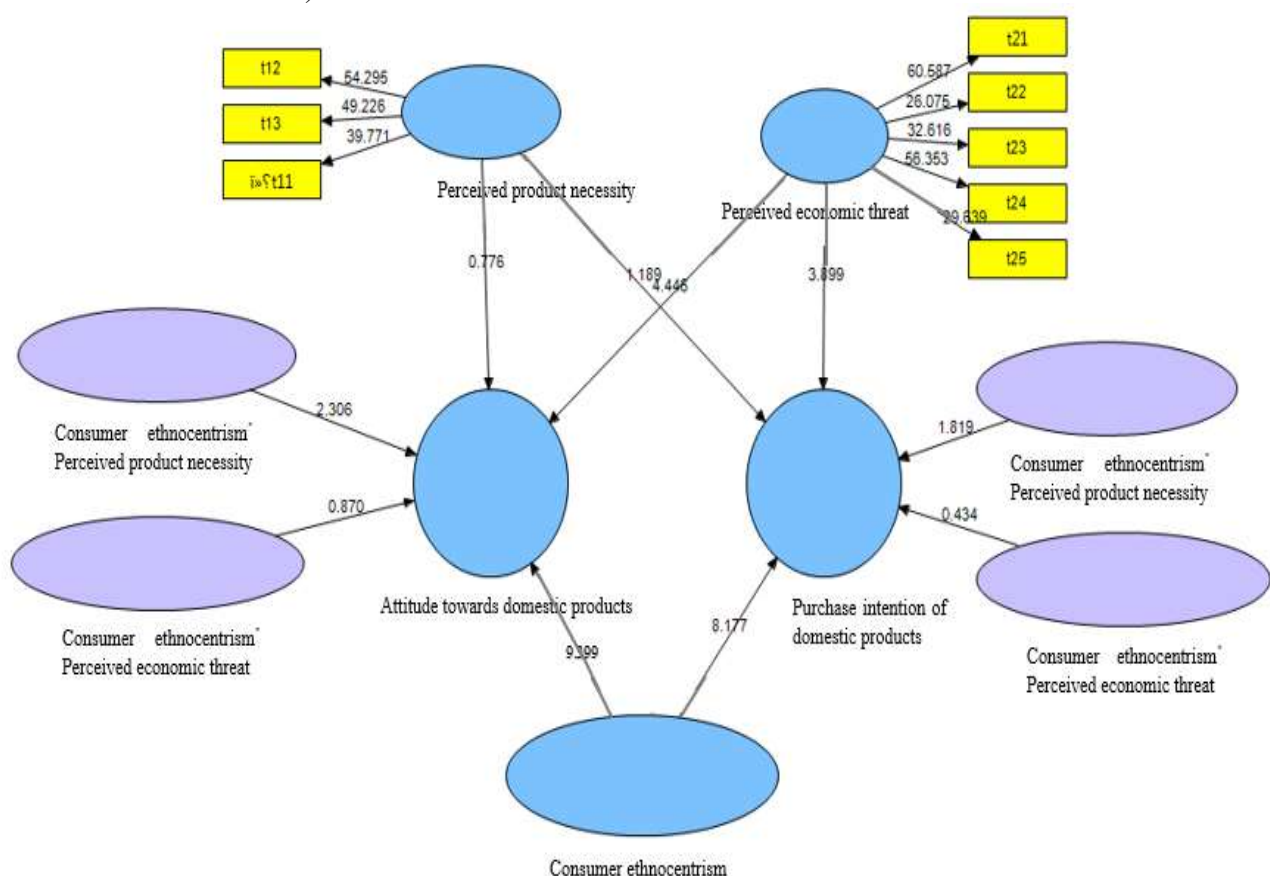 )
t21
t12
54.295
60.587
t22
26.075
49.226
t13
32.616
t23
39.771
56.353
ï»؟t11
t24
Perceived product necessity
Perceived economic threat
29.639
t25
0.776
1.189
4.446
3.899
2.306
1.819
Consumer ethnocentrism*
Perceived product necessity
Consumer ethnocentrism*
Perceived product necessity
0.870
0.434
Attitude towards domestic products
Purchase intention of
domestic products
8.177
Consumer ethnocentrism*
Perceived economic threat
Consumer ethnocentrism*
Perceived economic threat
Consumer ethnocentrism